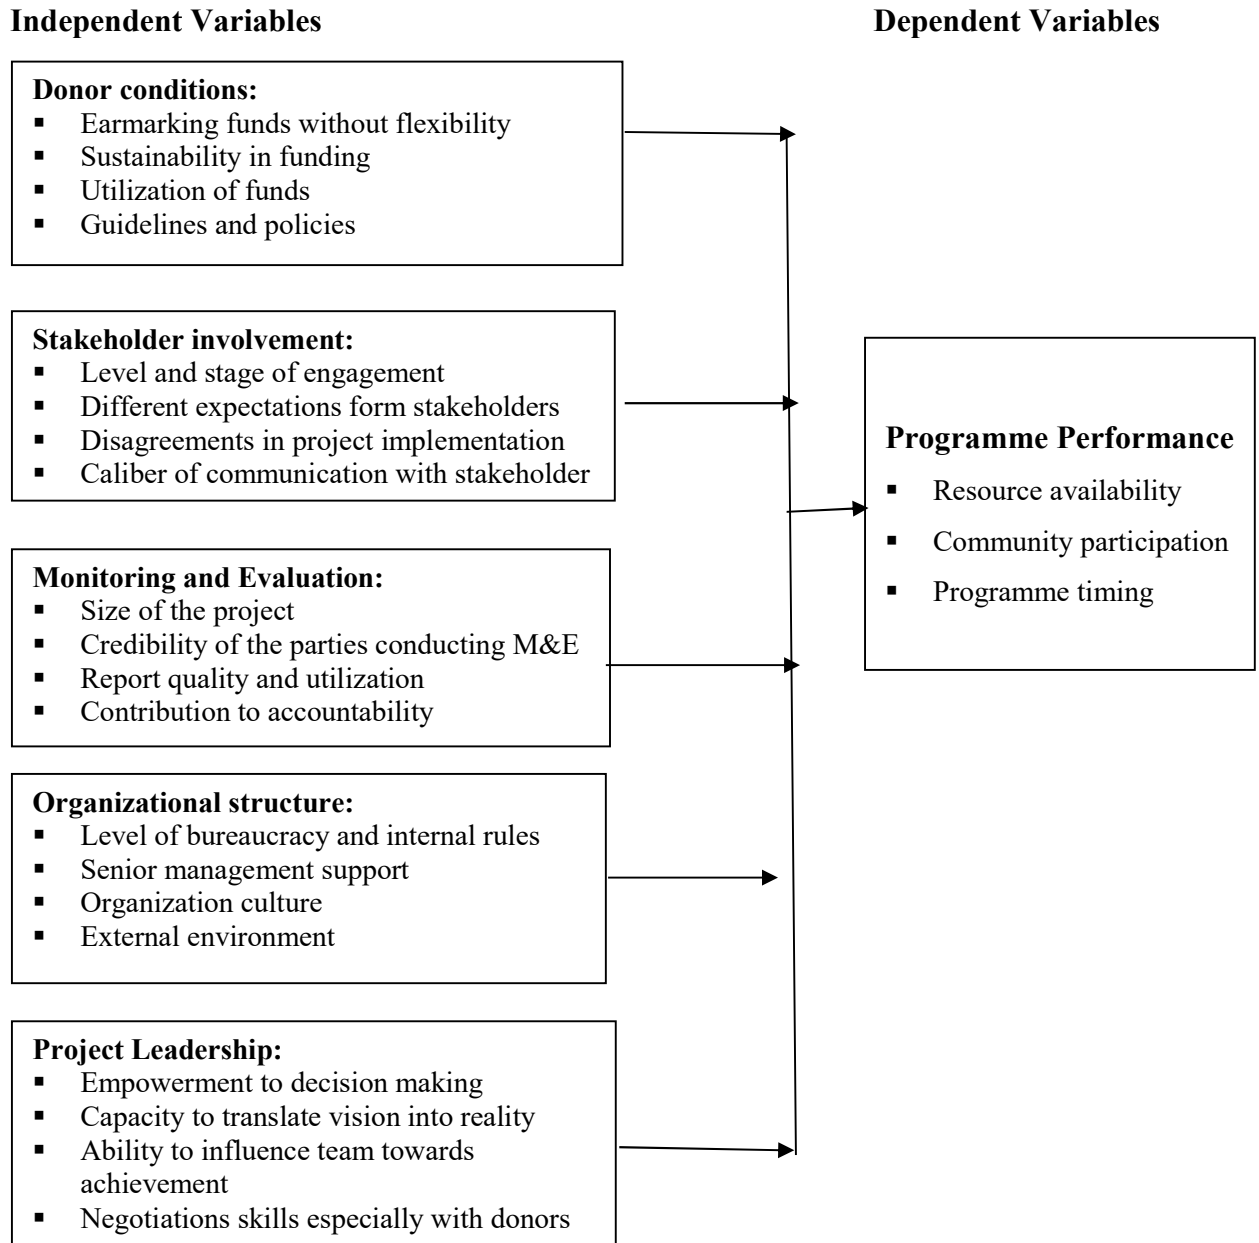 Independent Variables
Dependent Variables
Donor conditions:
▪ Earmarking funds without flexibility
▪ Sustainability in funding
▪ Utilization of funds
▪ Guidelines and policies
Stakeholder involvement:
▪ Level and stage of engagement
▪ Different expectations form stakeholders
▪ Disagreements in project implementation
▪ Caliber of communication with stakeholder
Monitoring and Evaluation:
▪ Size of the project
▪ Credibility of the parties conducting M&E
▪ Report quality and utilization
▪ Contribution to accountability
Organizational structure:
▪ Level of bureaucracy and internal rules
▪ Senior management support
▪ Organization culture
▪ External environment
Project Leadership:
▪ Empowerment to decision making
▪ Capacity to translate vision into reality
▪ Ability to influence team towards
achievement
▪ Negotiations skills especially with donors
Programme Performance
▪ Resource availability
▪ Community participation
▪ Programme timing